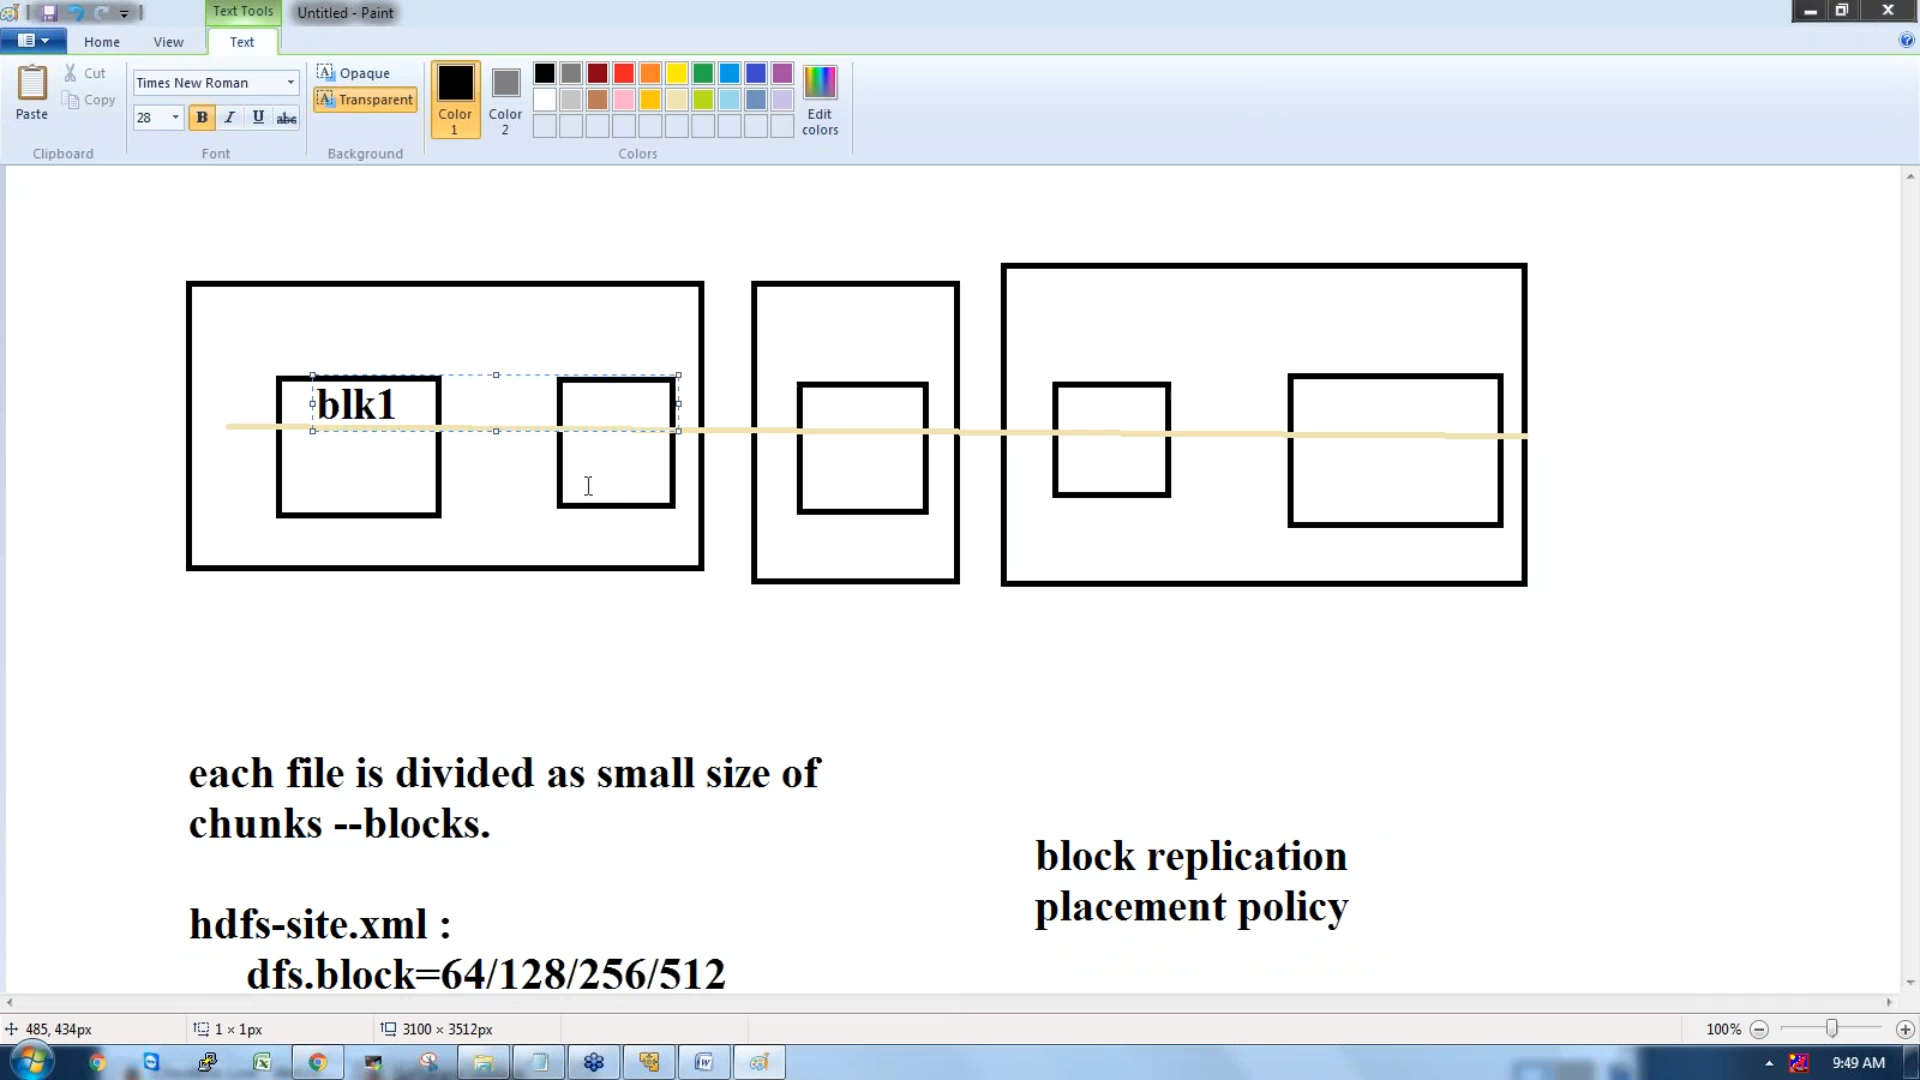 Text Tools
Untitled - Paint
Home
View
Text
Paste
Cut
Copy
Clipboard
Times New Roman
28
B I U abc
Font
Opaque
Transparent
Background
Color 1
Color 2
Edit colors
Colors
blk1
each file is divided as small size of
chunks --blocks.
hdfs-site.xml :
dfs.block=64/128/256/512
block replication
placement policy
485, 434px
1 × 1px
3100 × 3512px
100%
9:49 AM